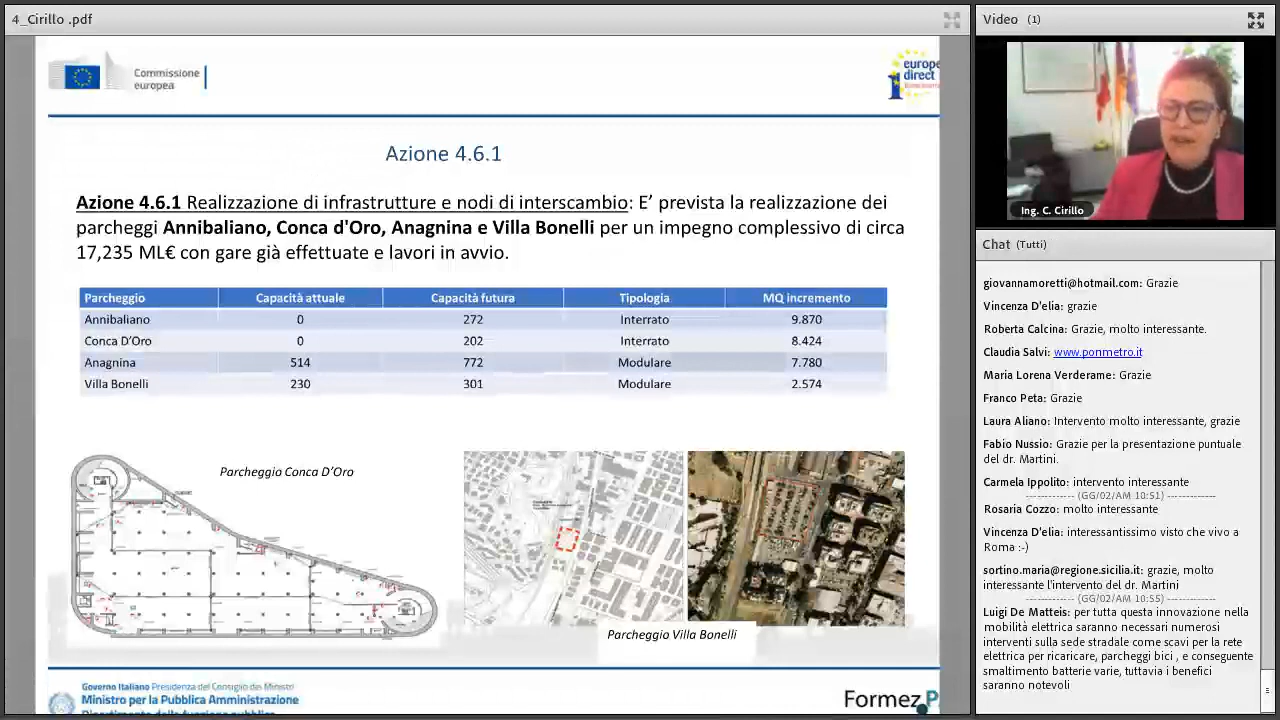 4_Cirillo .pdf
Commissione
europea
europe
direct
Azione 4.6.1
Azione 4.6.1 Realizzazione di infrastrutture e nodi di interscambio: E’ prevista la realizzazione dei
parcheggi Annibaliano, Conca d'Oro, Anagnina e Villa Bonelli per un impegno complessivo di circa
17,235 ML€ con gare già effettuate e lavori in avvio.
Parcheggio Capacità attuale Capacità futura Tipologia MQ incremento
Annibaliano 0 272 Interrato 9.870
Conca D’Oro 0 202 Interrato 8.424
Anagnina 514 772 Modulare 7.780
Villa Bonelli 230 301 Modulare 2.574
Parcheggio Conca D’Oro
Parcheggio Villa Bonelli
Governo Italiano Presidenza del Consiglio dei Ministri
Ministro per la Pubblica Amministrazione
Dipartimento della funzione pubblica
Formez P
Video (1)
Ing. C. Cirillo
Chat (Tutti)
giovannamoretti@hotmail.com: Grazie
Vincenza D'elia: grazie
Roberta Calcina: Grazie, molto interessante.
Claudia Salvi: www.ponmetro.it
Maria Lorena Verderame: Grazie
Franco Peta: Grazie
Laura Aliano: Intervento molto interessante, grazie
Fabio Nussio: Grazie per la presentazione puntuale
del dr. Martini.
Carmela Ippolito: intervento interessante
------------- (GG/02/AM 10:51) -------------
Rosaria Cozzo: molto interessante
Vincenza D'elia: interessantissimo visto che vivo a
Roma :-)
sortino.maria@regione.sicilia.it: grazie, molto
interessante l'intervento del dr. Martini
------------- (GG/02/AM 10:55) -------------
Luigi De Matteis: per tutta questa innovazione nella
mobilità elettrica saranno necessari numerosi
interventi sulla sede stradale come scavi per la rete
elettrica per ricaricare, parcheggi bici , e conseguente
smaltimento batterie varie, tuttavia i benefici
saranno notevoli